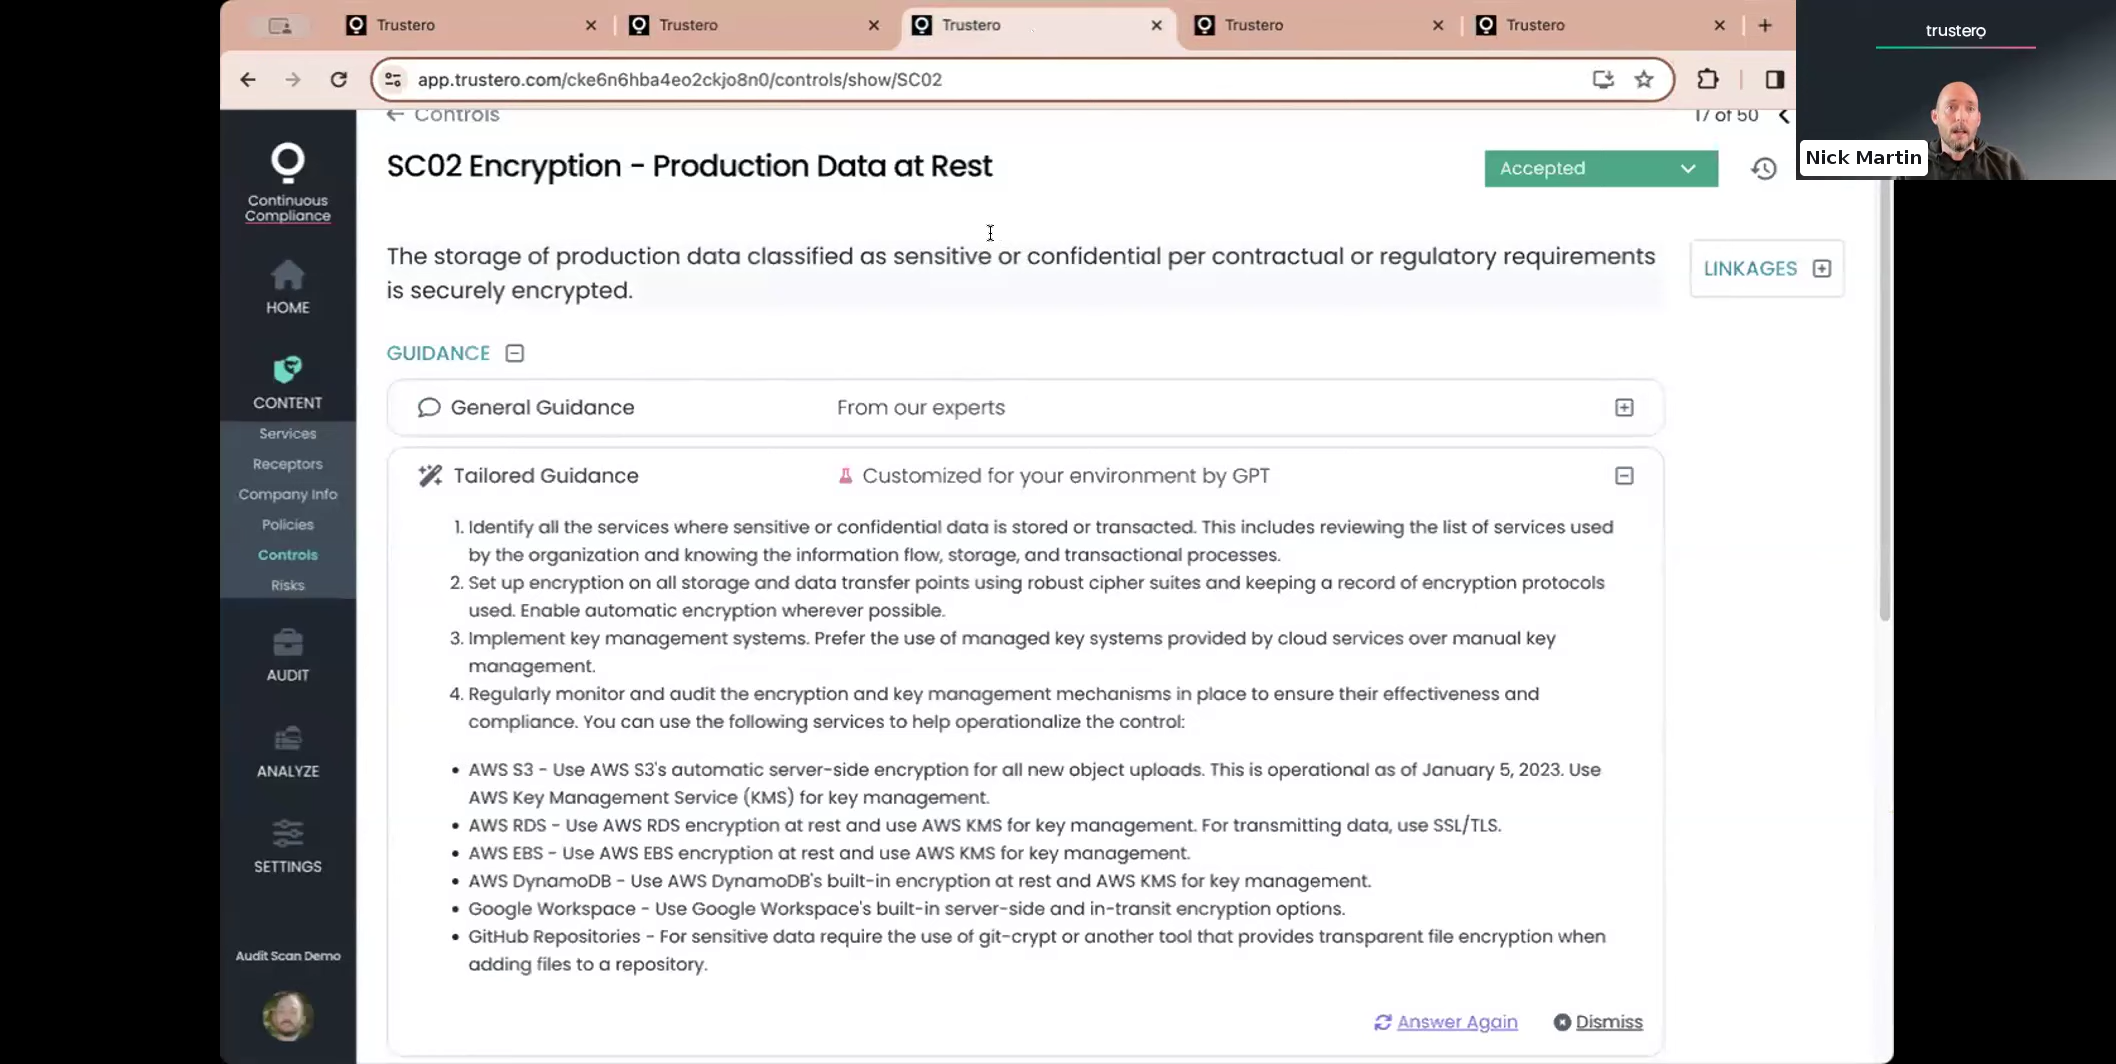 Trustero
Trustero
Trustero
Trustero
Trustero
trustero
app.trustero.com/cke6n6hba4eo2ckjo8n0/controls/show/SC02
Nick Martin
Controls
17 of 50
Continuous
Compliance
HOME
CONTENT
Services
Receptors
Company Info
Policies
Controls
Risks
AUDIT
ANALYZE
SETTINGS
Audit Scan Demo
SC02 Encryption - Production Data at Rest
Accepted
The storage of production data classified as sensitive or confidential per contractual or regulatory requirements
is securely encrypted.
LINKAGES
GUIDANCE
General Guidance From our experts
Tailored Guidance Customized for your environment by GPT
1. Identify all the services where sensitive or confidential data is stored or transacted. This includes reviewing the list of services used
by the organization and knowing the information flow, storage, and transactional processes.
2. Set up encryption on all storage and data transfer points using robust cipher suites and keeping a record of encryption protocols
used. Enable automatic encryption wherever possible.
3. Implement key management systems. Prefer the use of managed key systems provided by cloud services over manual key
management.
4. Regularly monitor and audit the encryption and key management mechanisms in place to ensure their effectiveness and
compliance. You can use the following services to help operationalize the control:
• AWS S3 - Use AWS S3's automatic server-side encryption for all new object uploads. This is operational as of January 5, 2023. Use
AWS Key Management Service (KMS) for key management.
• AWS RDS - Use AWS RDS encryption at rest and use AWS KMS for key management. For transmitting data, use SSL/TLS.
• AWS EBS - Use AWS EBS encryption at rest and use AWS KMS for key management.
• AWS DynamoDB - Use AWS DynamoDB's built-in encryption at rest and AWS KMS for key management.
• Google Workspace - Use Google Workspace's built-in server-side and in-transit encryption options.
• GitHub Repositories - For sensitive data require the use of git-crypt or another tool that provides transparent file encryption when
adding files to a repository.
Answer Again
Dismiss